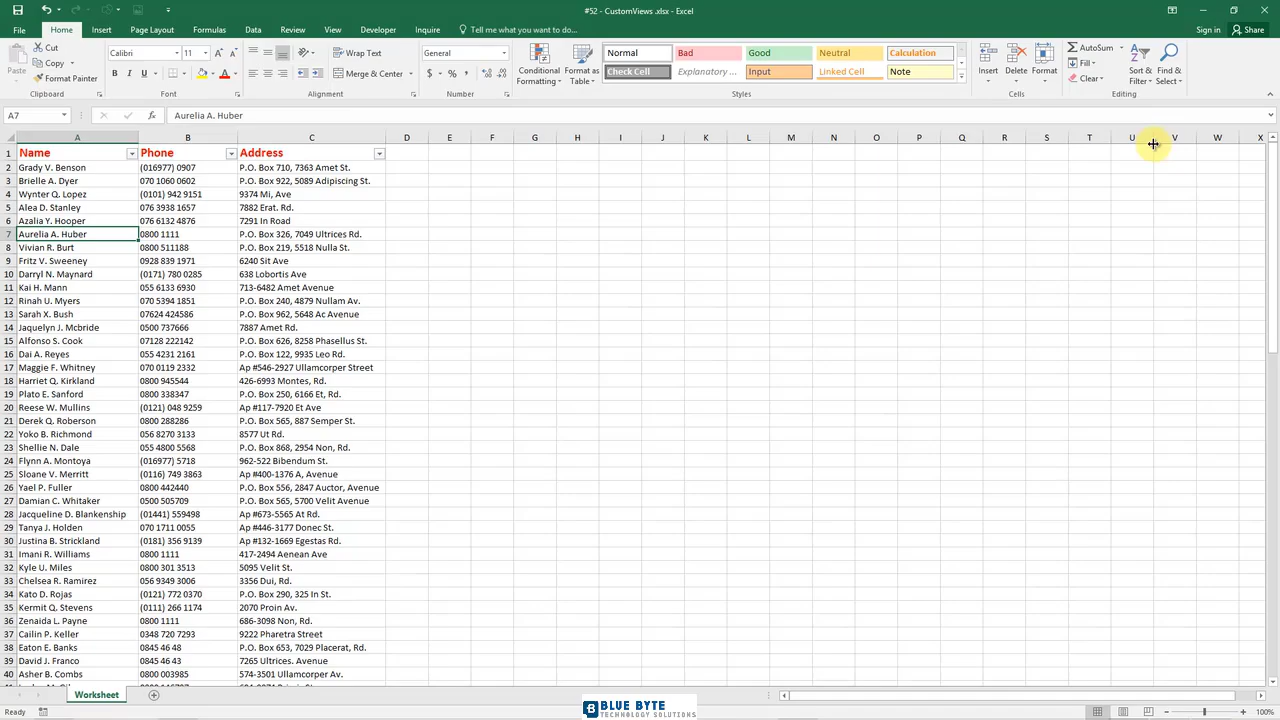 #52 - CustomViews .xlsx - Excel
File Home Insert Page Layout Formulas Data Review View Developer Inquire Tell me what you want to do... Sign in Share
Cut Calibri 11 Wrap Text General Normal Bad Good Neutral Calculation AutoSum
Copy Fill
Paste Format Painter Merge & Center Conditional Formatting Format as Table Check Cell Explanatory ... Input Linked Cell Note Insert Delete Format Clear Sort & Filter Find & Select
Clipboard Font Alignment Number Styles Cells Editing
A7 Aurelia A. Huber
A B C D E F G H I J K L M N O P Q R S T U V W X
1 Name Phone Address
2 Grady V. Benson (016977) 0907 P.O. Box 710, 7363 Amet St.
3 Brielle A. Dyer 070 1060 0602 P.O. Box 922, 5089 Adipiscing St.
4 Wynter Q. Lopez (0101) 942 9151 9374 Mi, Ave
5 Alea D. Stanley 076 3938 1657 7882 Erat. Rd.
6 Azalia Y. Hooper 076 6132 4876 7291 In Road
7 Aurelia A. Huber 0800 1111 P.O. Box 326, 7049 Ultrices Rd.
8 Vivian R. Burt 0800 511188 P.O. Box 219, 5518 Nulla St.
9 Fritz V. Sweeney 0928 839 1971 6240 Sit Ave
10 Darryl N. Maynard (0171) 780 0285 638 Lobortis Ave
11 Kai H. Mann 055 6133 6930 713-6482 Amet Avenue
12 Rinah U. Myers 070 5394 1851 P.O. Box 240, 4879 Nullam Av.
13 Sarah X. Bush 07624 424586 P.O. Box 962, 5648 Ac Avenue
14 Jaquelyn J. Mcbride 0500 737666 7887 Amet Rd.
15 Alfonso S. Cook 07128 222142 P.O. Box 626, 8258 Phasellus St.
16 Dai A. Reyes 055 4231 2161 P.O. Box 122, 9935 Leo Rd.
17 Maggie F. Whitney 070 0119 2332 Ap #546-2927 Ullamcorper Street
18 Harriet Q. Kirkland 0800 945544 426-6993 Montes, Rd.
19 Plato E. Sanford 0800 338347 P.O. Box 250, 6166 Et, Rd.
20 Reese W. Mullins (0121) 048 9259 Ap #117-7920 Et Ave
21 Derek Q. Roberson 0800 288286 P.O. Box 565, 887 Semper St.
22 Yoko B. Richmond 056 8270 3133 8577 Ut Rd.
23 Shellie N. Dale 055 4800 5568 P.O. Box 868, 2954 Non, Rd.
24 Flynn A. Montoya (016977) 5718 962-522 Bibendum St.
25 Sloane V. Merritt (0116) 749 3863 Ap #400-1376 A, Avenue
26 Yael P. Fuller 0800 442440 P.O. Box 556, 2847 Auctor, Avenue
27 Damian C. Whitaker 0500 505709 P.O. Box 565, 5700 Velit Avenue
28 Jacqueline D. Blankenship (01441) 559498 Ap #673-5565 At Rd.
29 Tanya J. Holden 070 1711 0055 Ap #446-3177 Donec St.
30 Justina B. Strickland (0181) 356 9139 Ap #132-1669 Egestas Rd.
31 Imani R. Williams 0800 1111 417-2494 Aenean Ave
32 Kyle U. Miles 0800 301 3513 5095 Velit St.
33 Chelsea R. Ramirez 056 9349 3006 3356 Dui, Rd.
34 Kato D. Rojas (0121) 772 0370 P.O. Box 290, 325 In St.
35 Kermit Q. Stevens (0111) 266 1174 2070 Proin Av.
36 Zenaida L. Payne 0800 1111 686-3098 Non, Rd.
37 Cailin P. Keller 0348 720 7293 9222 Pharetra Street
38 Eaton E. Banks 0845 46 48 P.O. Box 653, 7029 Placerat, Rd.
39 David J. Franco 0845 46 43 7265 Ultrices. Avenue
40 Asher B. Combs 0800 003985 574-3501 Ullamcorper Av.
Worksheet
Ready BLUE BYTE 100%
TECHNOLOGY SOLUTIONS